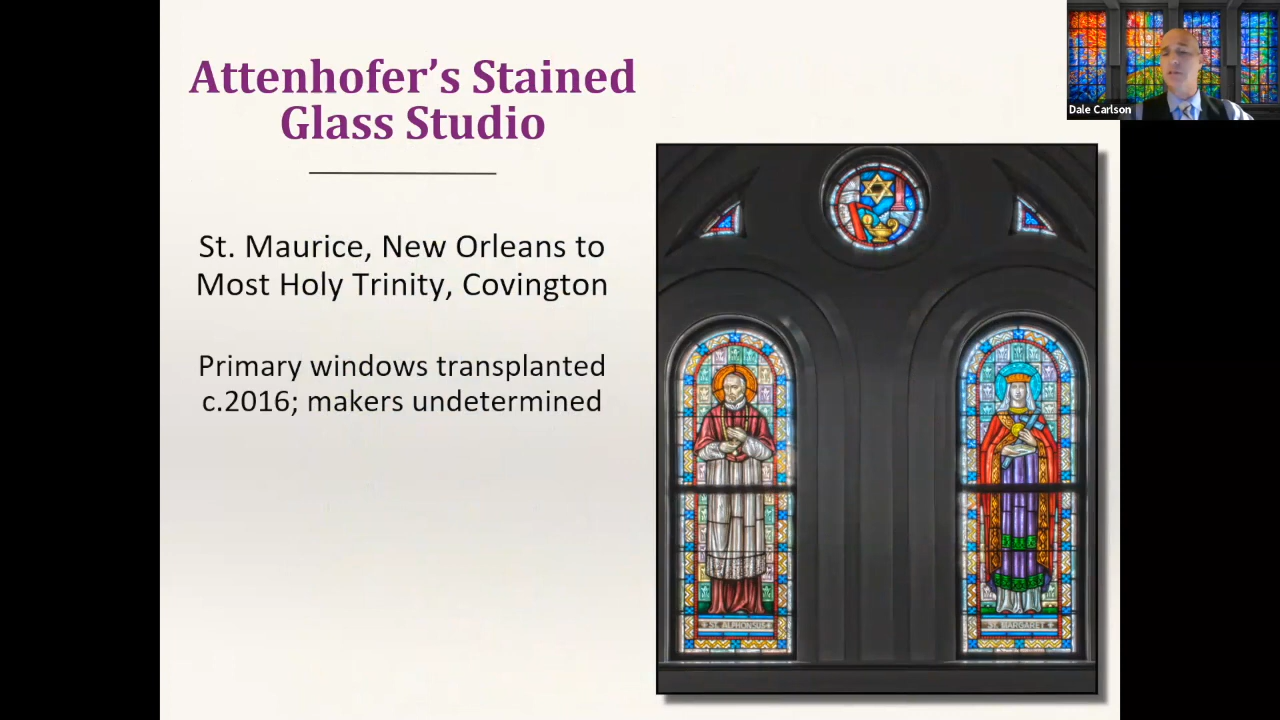 Attenhofer’s Stained
Glass Studio
St. Maurice, New Orleans to
Most Holy Trinity, Covington
Primary windows transplanted
c.2016; makers undetermined
Dale Carlson
ST. ALPHONSUS
ST. MARGARET